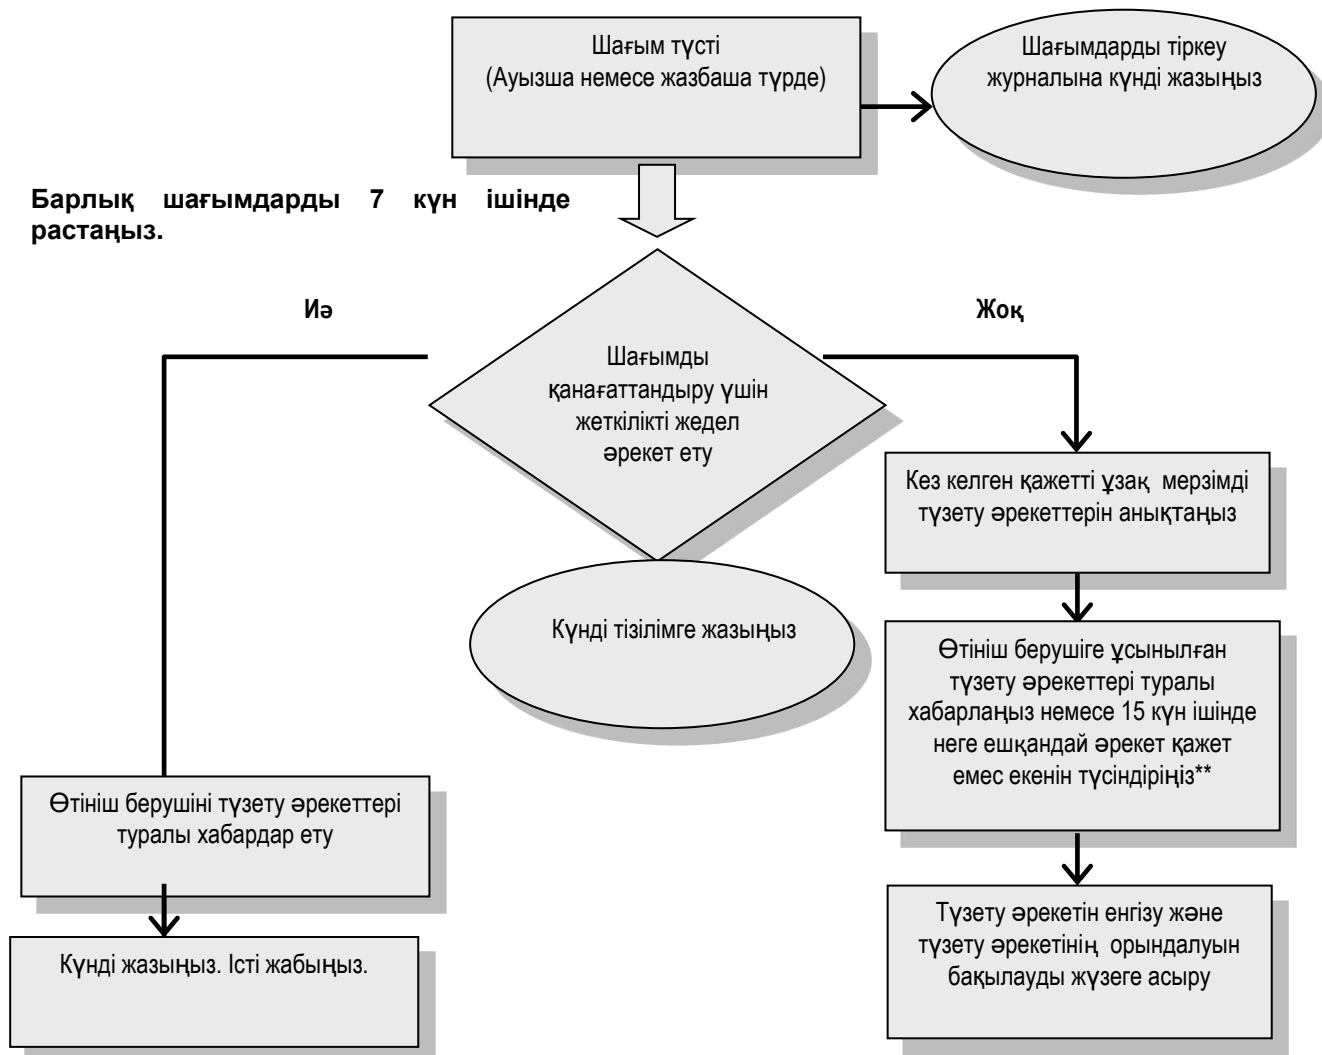 Шағым түсті
(Ауызша немесе жазбаша түрде)
Шағымдарды тіркеу
журналына күнді жазыңыз
Барлық шағымдарды 7 күн ішінде
растаңыз.
Иә
Жоқ
Шағымды
қанағаттандыру үшін
жеткілікті жедел
әрекет ету
Кез келген қажетті ұзақ мерзімді
түзету әрекеттерін анықтаңыз
Күнді тізілімге жазыңыз
Өтініш берушіге ұсынылған
түзету әрекеттері туралы
хабарлаңыз немесе 15 күн ішінде
неге ешқандай әрекет қажет
емес екенін түсіндіріңіз**
Өтініш берушіні түзету әрекеттері
туралы хабардар ету
Түзету әрекетін енгізу және
түзету әрекетінің орындалуын
бақылауды жүзеге асыру
Күнді жазыңыз. Істі жабыңыз.